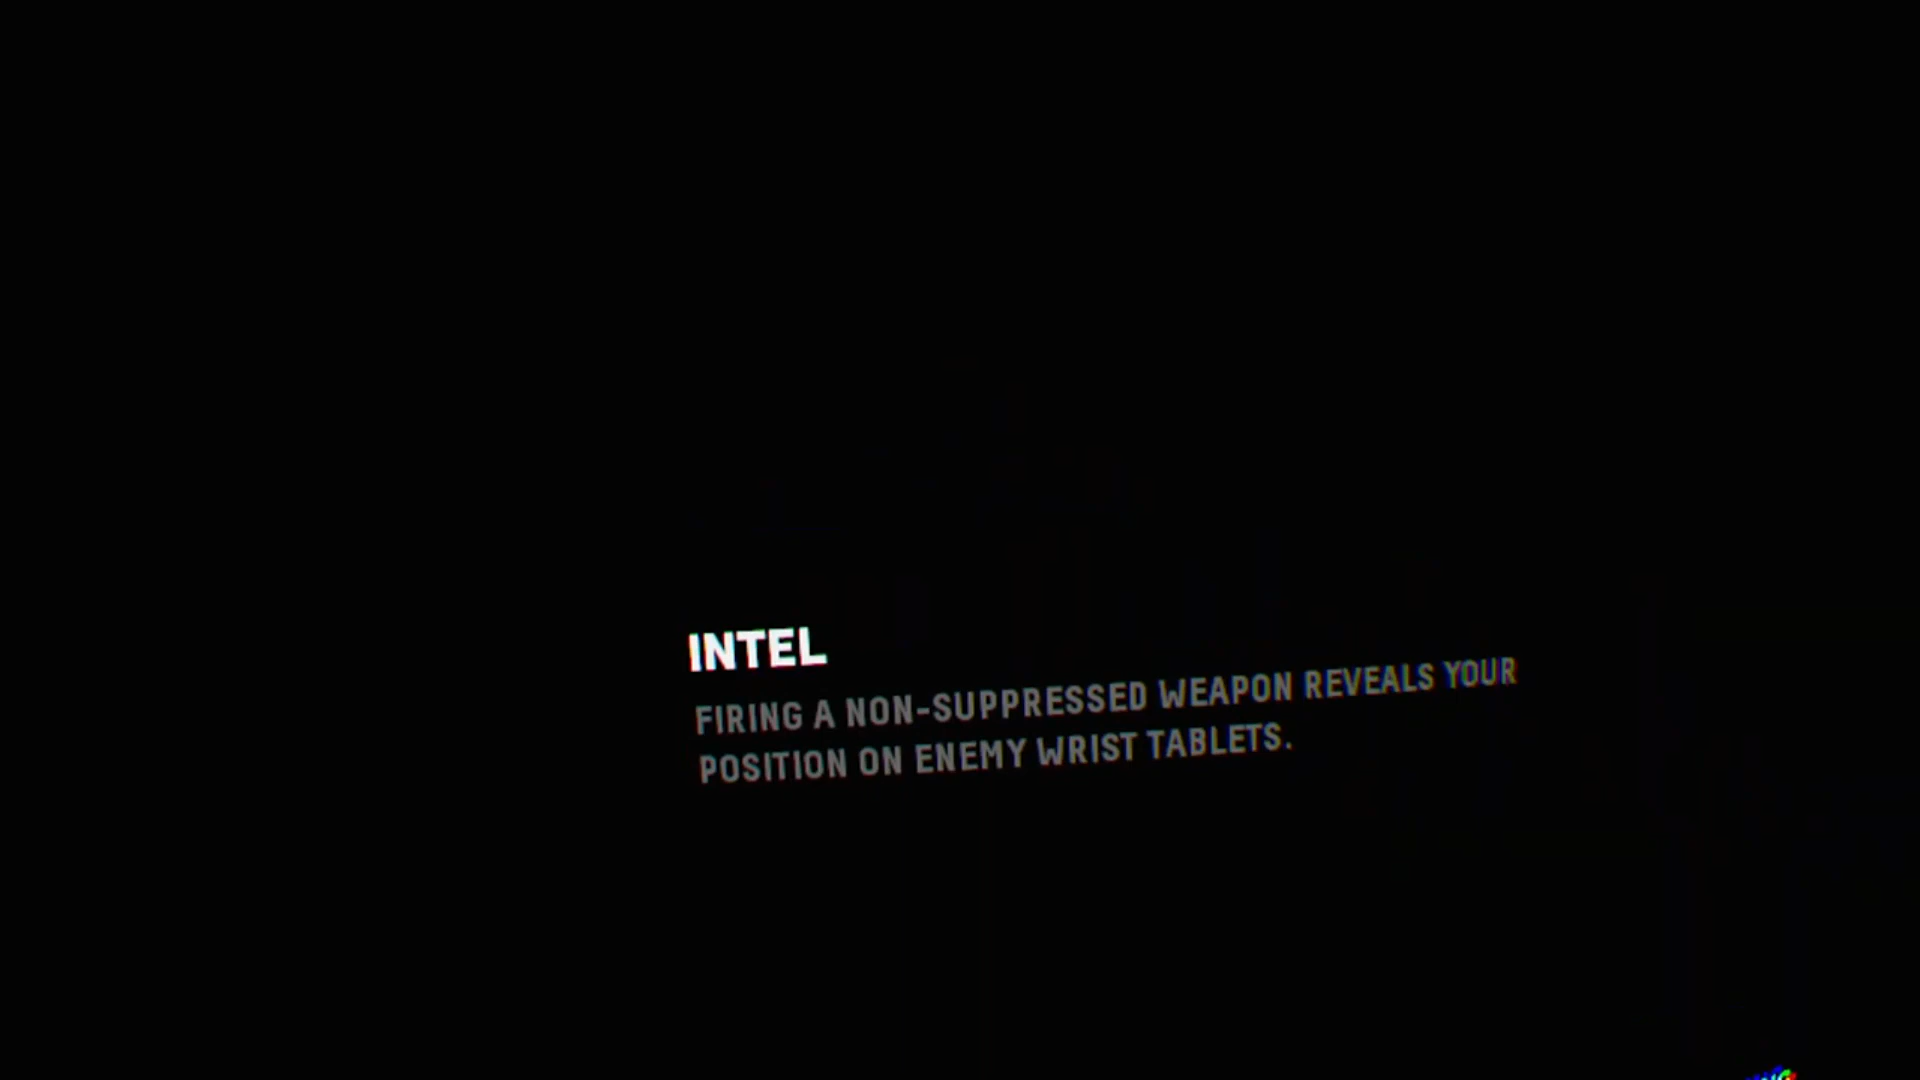 INTEL
FIRING A NON-SUPPRESSED WEAPON REVEALS YOUR
POSITION ON ENEMY WRIST TABLETS.